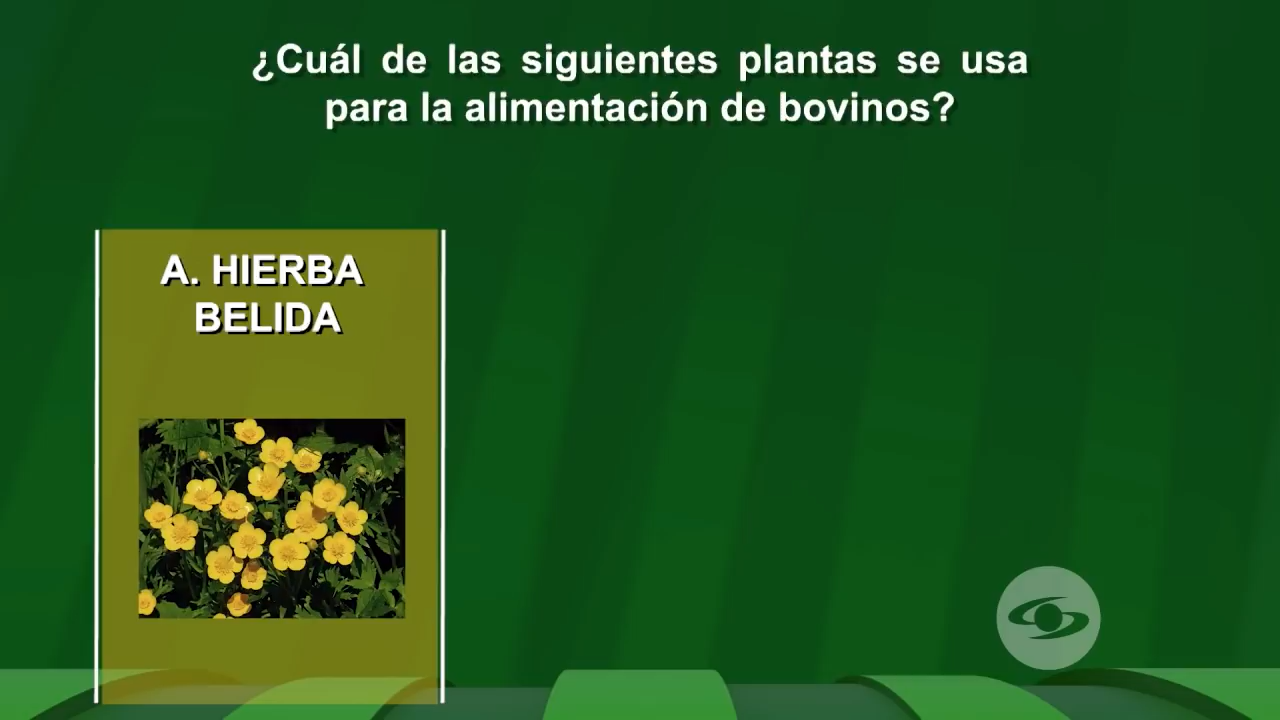 ¿Cuál de las siguientes plantas se usa
para la alimentación de bovinos?
A. HIERBA
BELIDA